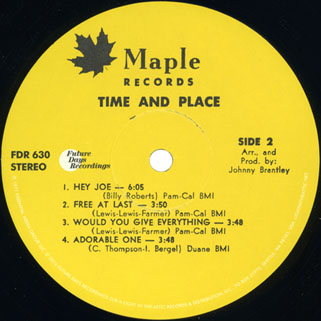 Maple
RECORDS
TIME AND PLACE
FDR 630
STEREO
Future
Days
Recordings
SIDE 2
Arr., and
Prod. by:
Johnny Brantley
1. HEY JOE — 6:05
(Billy Roberts) Pam-Cal BMI
2. FREE AT LAST — 3:50
(Lewis-Lewis-Farmer) Pam-Cal BMI
3. WOULD YOU GIVE EVERYTHING — 3:48
(Lewis-Lewis-Farmer) Pam-Cal BMI
4. ADORABLE ONE — 3:48
(C. Thompson-I. Bergel) Duane BMI